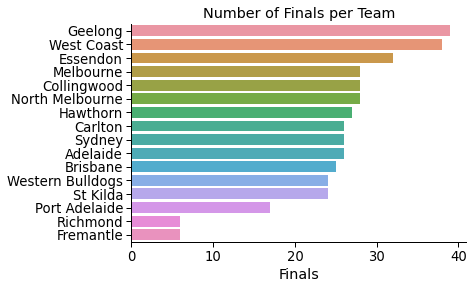 Number of Finals per Team
Geelong
West Coast
Essendon
Melbourne
Collingwood
North Melbourne
Hawthorn
Carlton
Sydney
Adelaide
Brisbane
Western Bulldogs
St Kilda
Port Adelaide
Richmond
Fremantle
0 10 20 30 40
Finals